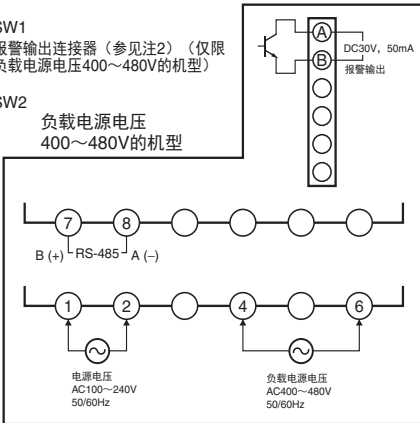 SW1
报警输出连接器（参见注2）（仅限
负载电源电压400～480V的机型）
SW2
负载电源电压
400～480V的机型
A
B
DC30V，50mA
报警输出
7
8
B (+)
RS-485
A (–)
1
2
4
6
电源电压
AC100～240V
50/60Hz
负载电源电压
AC400～480V
50/60Hz